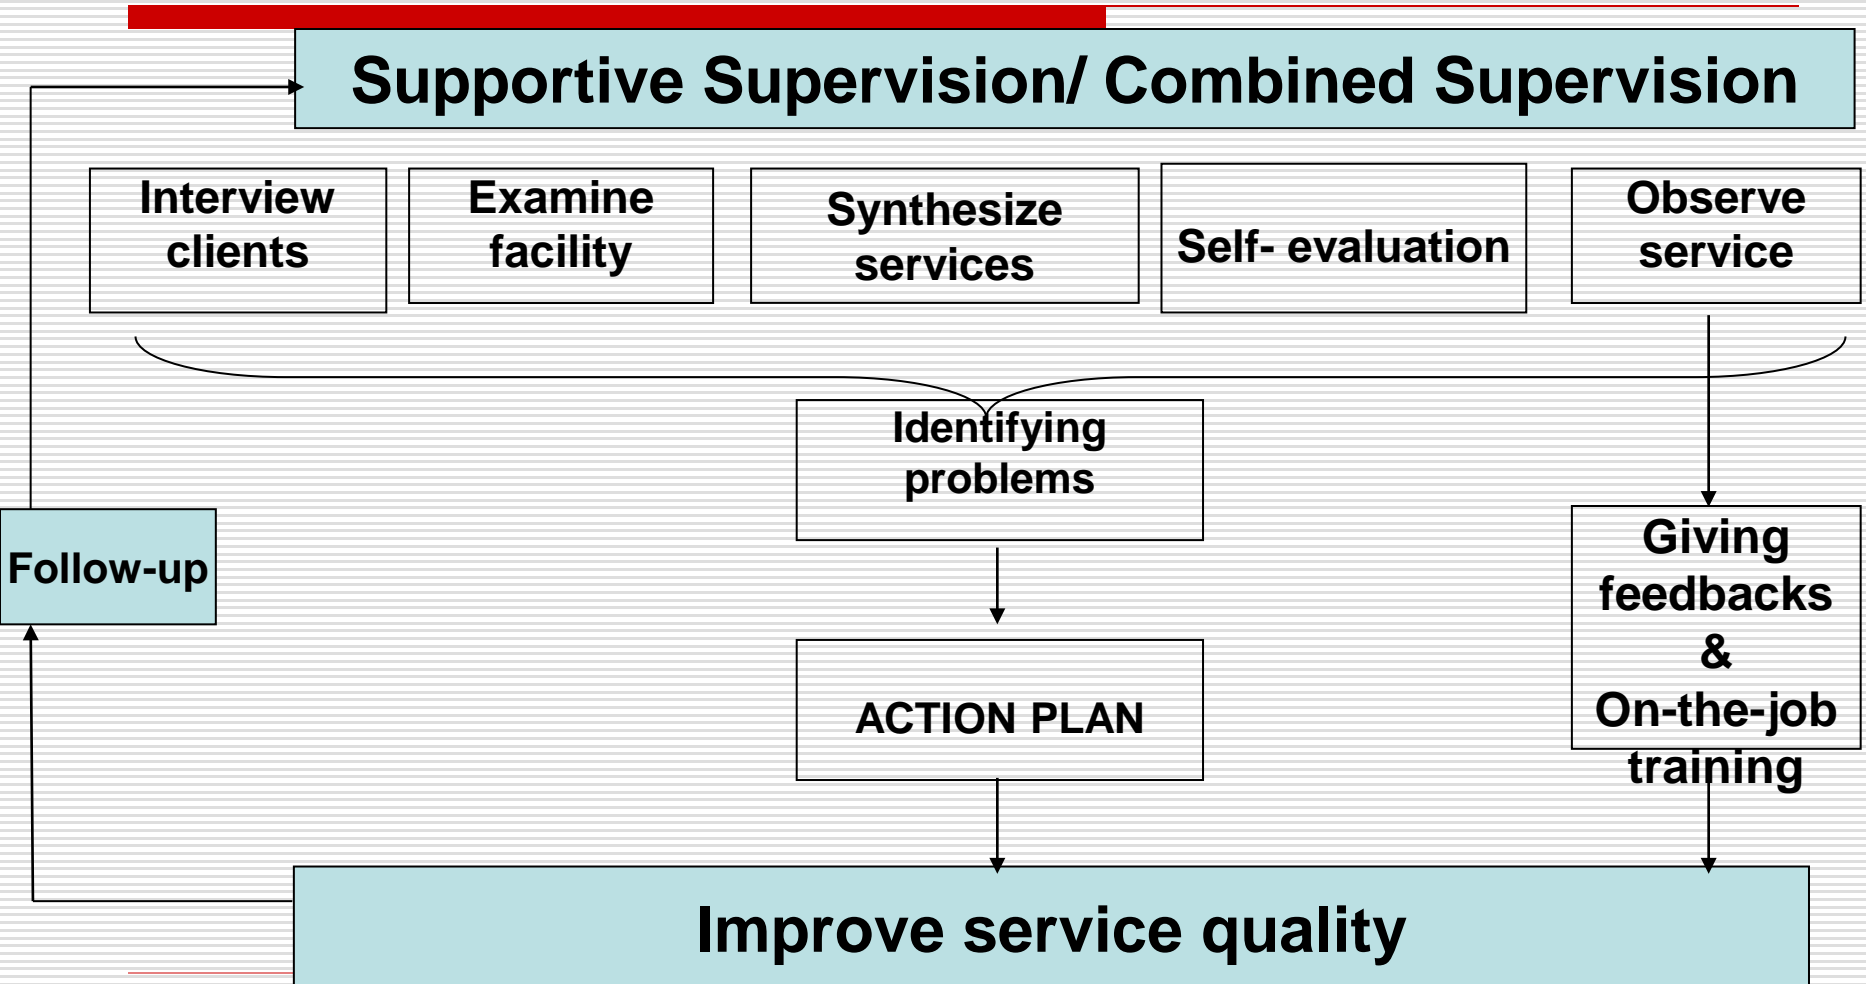 Supportive Supervision/ Combined Supervision
Interview
clients
Examine
facility
Synthesize
services
Self- evaluation
Observe
service
Identifying
problems
Follow-up
Giving
feedbacks
&
On-the-job
training
ACTION PLAN
Improve service quality